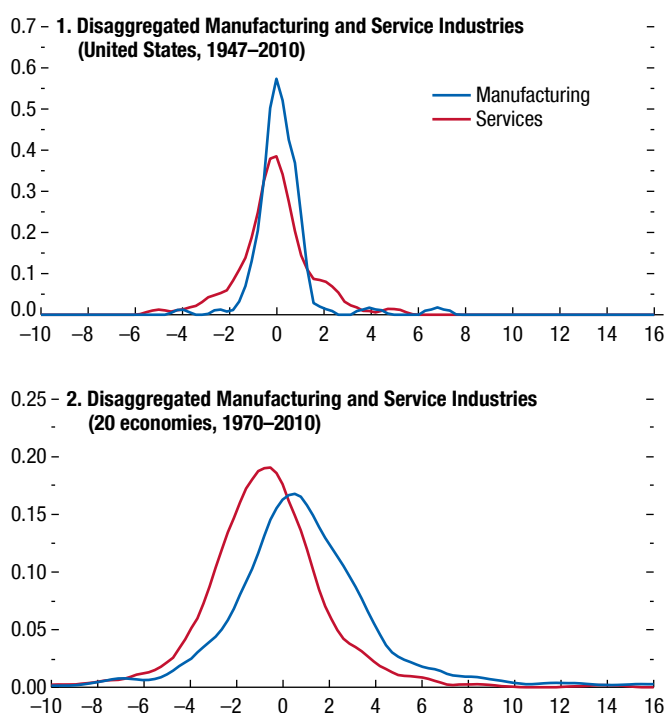 1. Disaggregated Manufacturing and Service Industries
(United States, 1947–2010)
0.7
0.6
0.5
0.4
0.3
0.2
0.1
0.0
Manufacturing
Services
–10 –8 –6 –4 –2 0 2 4 6 8 10 12 14 16
2. Disaggregated Manufacturing and Service Industries
(20 economies, 1970–2010)
0.25
0.20
0.15
0.10
0.05
0.00
–10 –8 –6 –4 –2 0 2 4 6 8 10 12 14 16